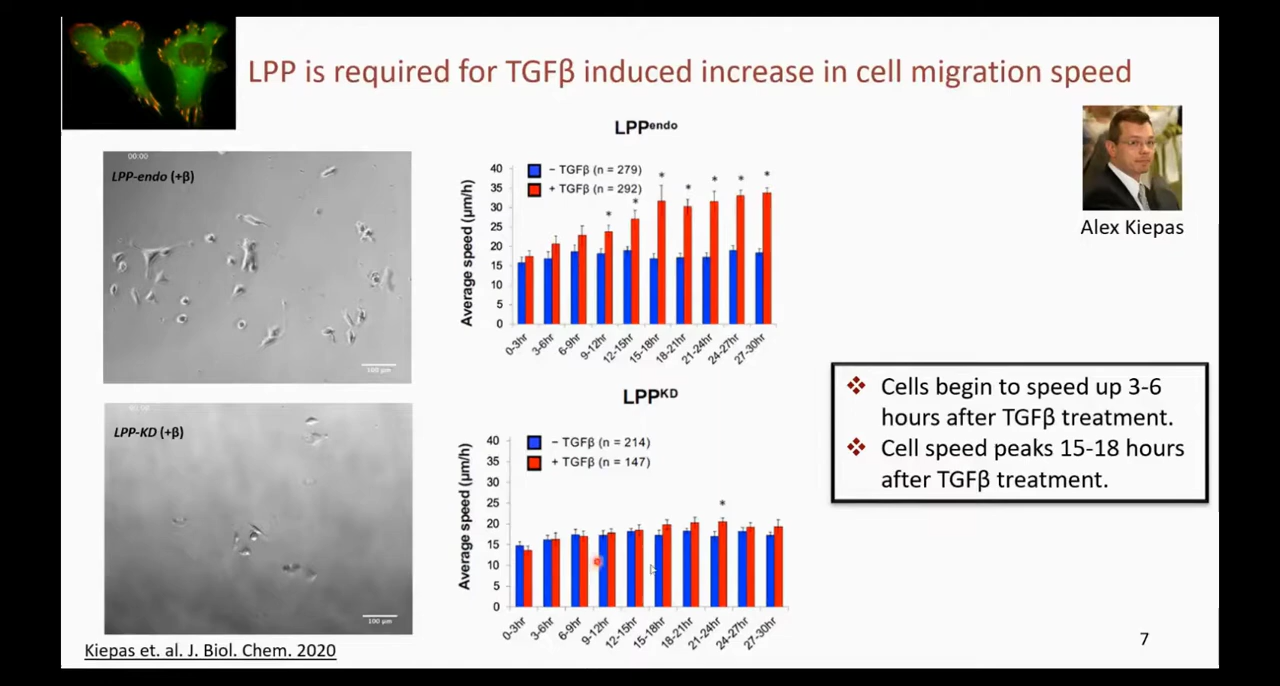 LPP is required for TGFβ induced increase in cell migration speed
Alex Kiepas
00:00
LPP-endo (+β)
100 μm
LPPendo
Average speed (μm/h)
40
35
30
25
20
15
10
5
0
− TGFβ (n = 279)
+ TGFβ (n = 292)
* * * * * * *
0-3hr
3-6hr
6-9hr
9-12hr
12-15hr
15-18hr
18-21hr
21-24hr
24-27hr
27-30hr
LPP-KD (+β)
100 μm
LPPKD
Average speed (μm/h)
40
35
30
25
20
15
10
5
0
− TGFβ (n = 214)
+ TGFβ (n = 147)
*
0-3hr
3-6hr
6-9hr
9-12hr
12-15hr
15-18hr
18-21hr
21-24hr
24-27hr
27-30hr
❖ Cells begin to speed up 3-6
hours after TGFβ treatment.
❖ Cell speed peaks 15-18 hours
after TGFβ treatment.
Kiepas et. al. J. Biol. Chem. 2020
7